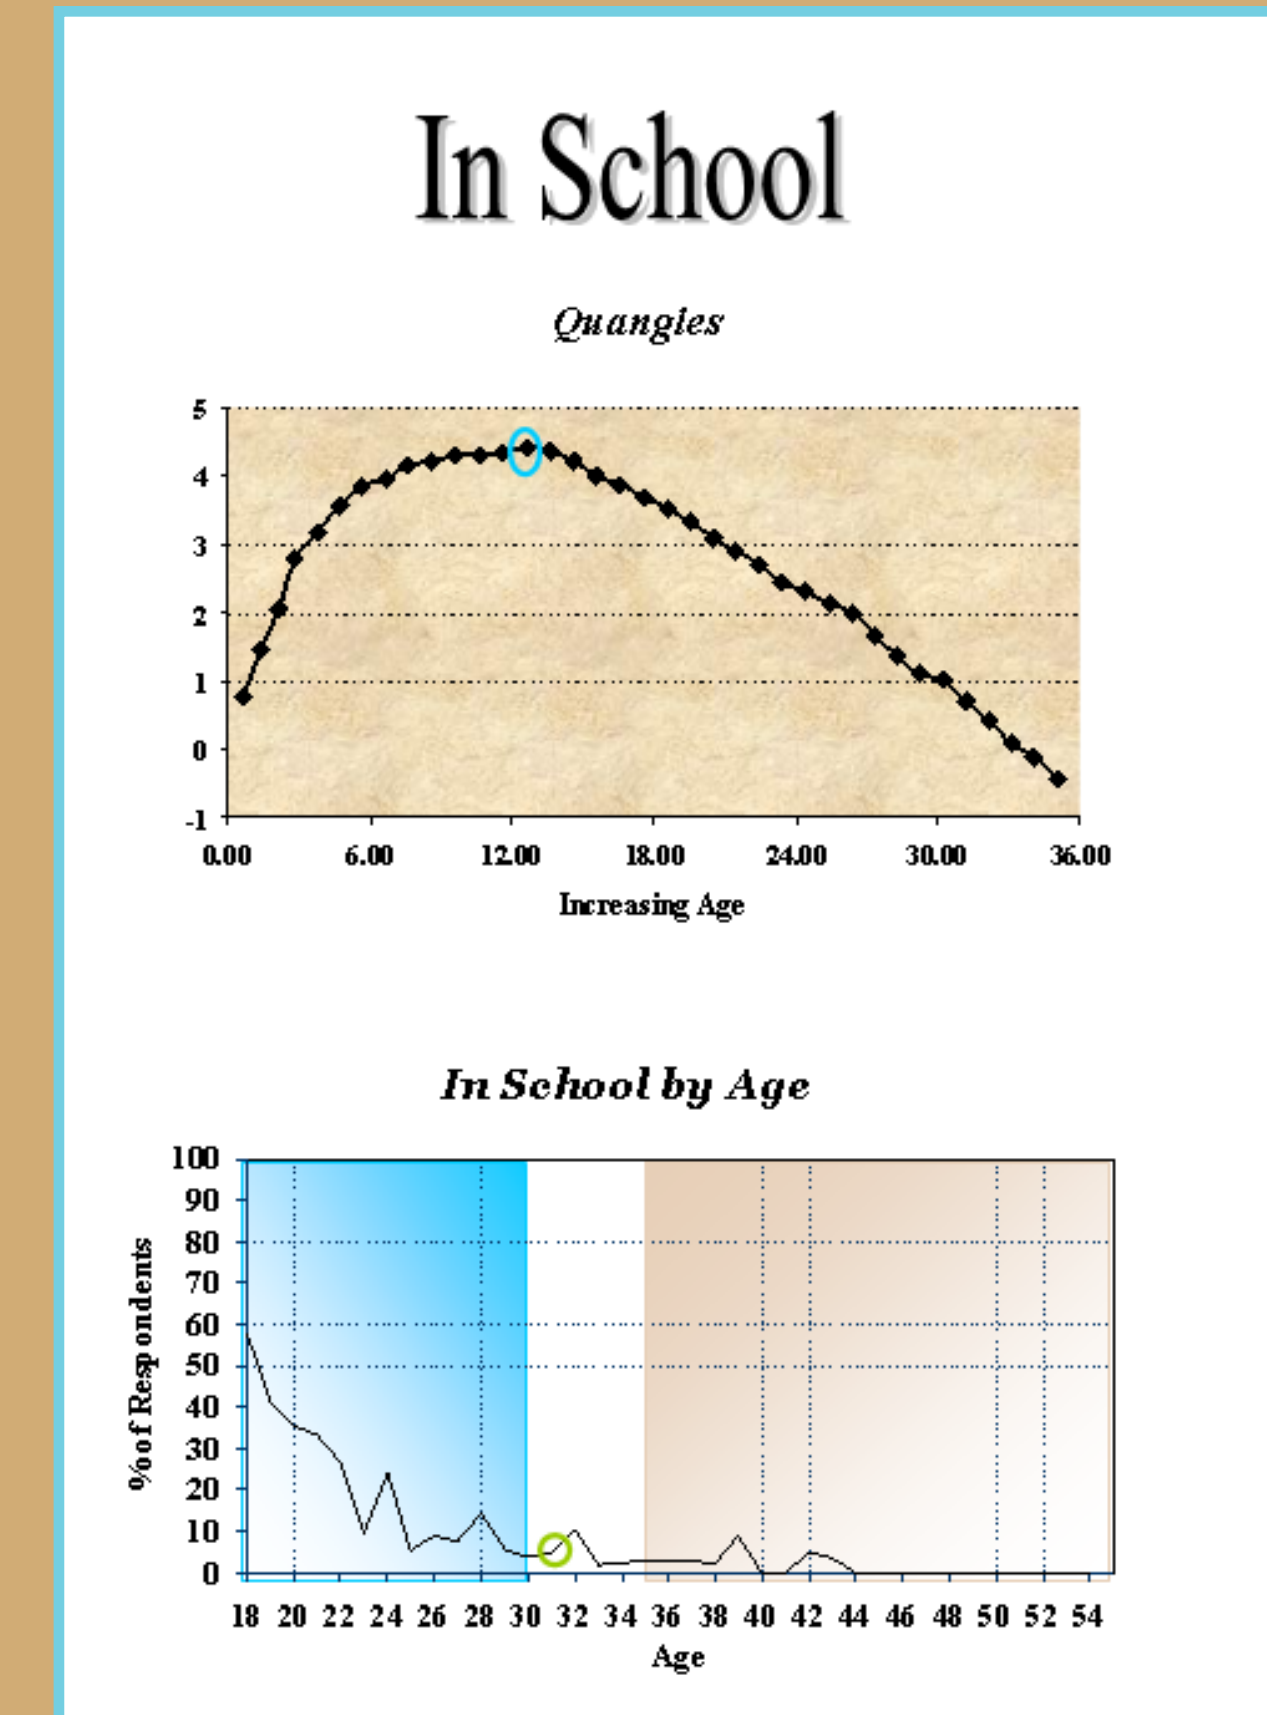 In School
Quangles
5
4
3
2
1
0
-1
0.00 6.00 12.00 18.00 24.00 30.00 36.00
Increasing Age
In School by Age
100
90
80
70
60
50
40
30
20
10
0
% of Respondents
18 20 22 24 26 28 30 32 34 36 38 40 42 44 46 48 50 52 54
Age